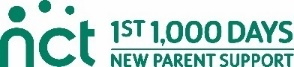 nct
1ST 1,000 DAYS
NEW PARENT SUPPORT